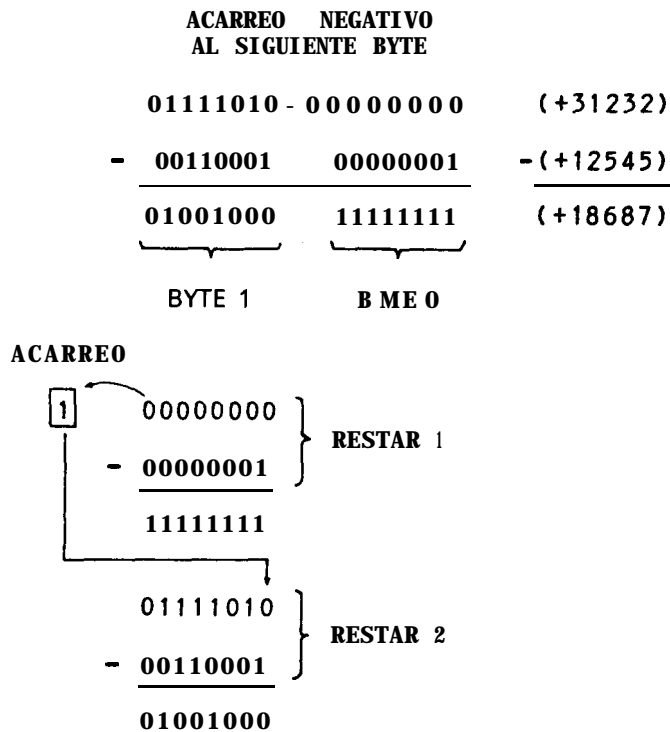 ACARREO NEGATIVO
AL SIGUIENTE BYTE
01111010 - 00000000 (+31232)
- 00110001 00000001 -(+12545)
01001000 11111111 (+18687)
BYTE 1 B ME 0
ACARREO
1 00000000
RESTAR 1
- 00000001
11111111
01111010
RESTAR 2
- 00110001
01001000